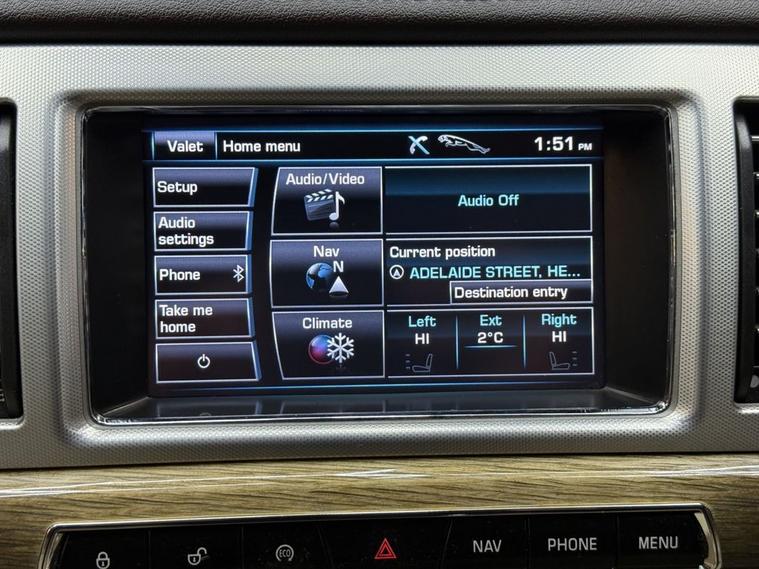 Valet Home menu 1:51 PM
Setup
Audio/Video
Audio Off
Audio
settings
Nav
N
Current position
ADELAIDE STREET, HE...
Destination entry
Phone
Take me
home
Climate
Left Ext Right
HI 2°C HI
ECO NAV PHONE MENU